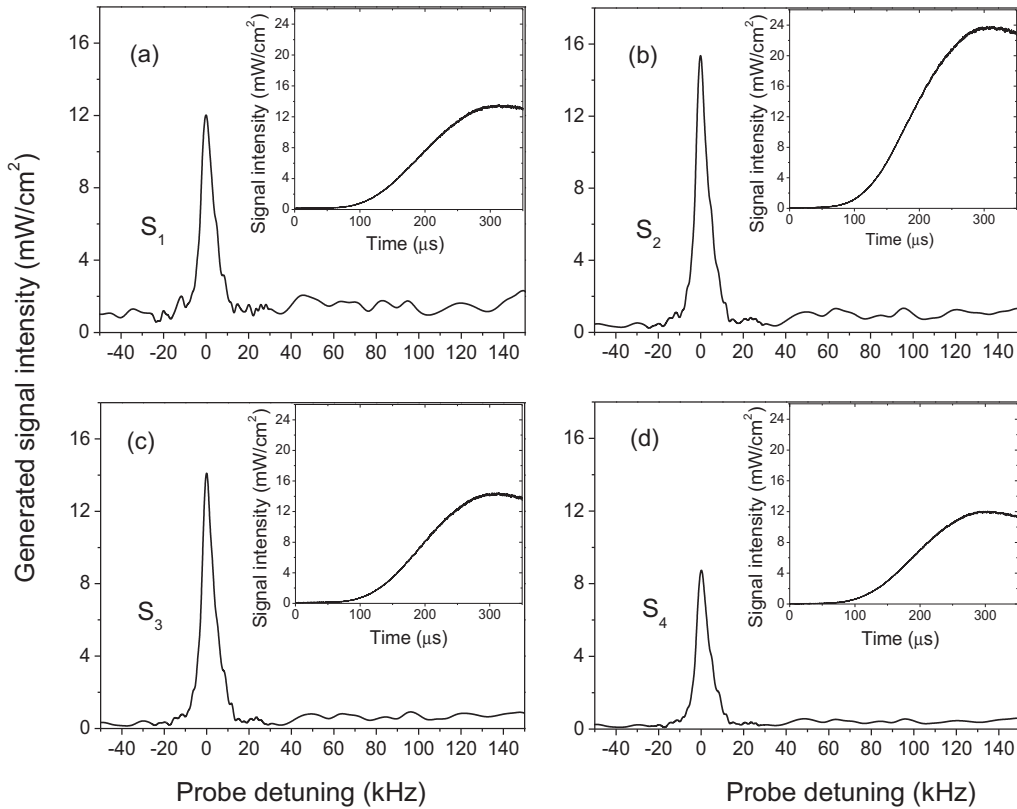 Generated signal intensity (mW/cm²)
(a)
S₁
16
12
8
4
0
-40 -20 0 20 40 60 80 100 120 140
Signal intensity (mW/cm²)
24
20
16
12
8
4
0
0 100 200 300
Time (μs)
(b)
S₂
16
12
8
4
0
-40 -20 0 20 40 60 80 100 120 140
Signal intensity (mW/cm²)
24
20
16
12
8
4
0
0 100 200 300
Time (μs)
(c)
S₃
16
12
8
4
0
-40 -20 0 20 40 60 80 100 120 140
Signal intensity (mW/cm²)
24
20
16
12
8
4
0
0 100 200 300
Time (μs)
(d)
S₄
16
12
8
4
0
-40 -20 0 20 40 60 80 100 120 140
Signal intensity (mW/cm²)
24
20
16
12
8
4
0
0 100 200 300
Time (μs)
Probe detuning (kHz)
Probe detuning (kHz)